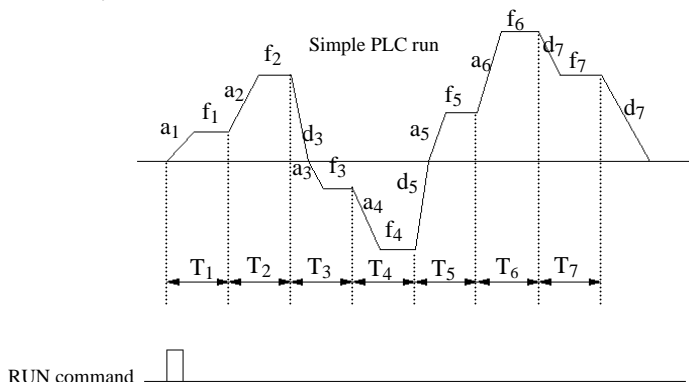 Simple PLC run
a1 f1 a2 f2 d3 a3 f3 a4 f4 d5 a5 f5 a6 f6 d7 f7 d7
T1 T2 T3 T4 T5 T6 T7
RUN command